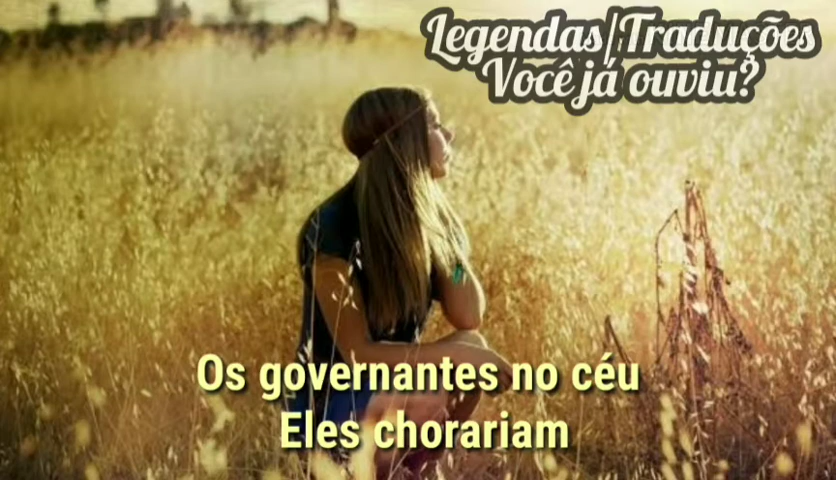 Legendas/Traduções
Você já ouviu?
Os governantes no céu
Eles chorariam